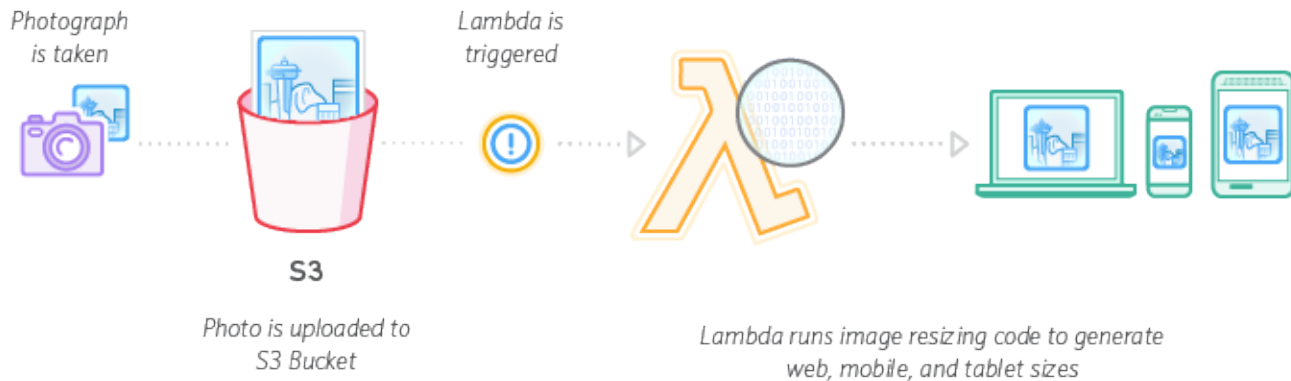 Photograph
is taken
Lambda is
triggered
S3
Photo is uploaded to
S3 Bucket
Lambda runs image resizing code to generate
web, mobile, and tablet sizes